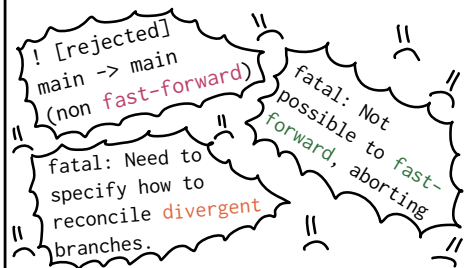 ! [rejected]
main -> main
(non fast-forward)
fatal: Not
possible to fast-
forward, aborting
fatal: Need to
specify how to
reconcile divergent
branches.